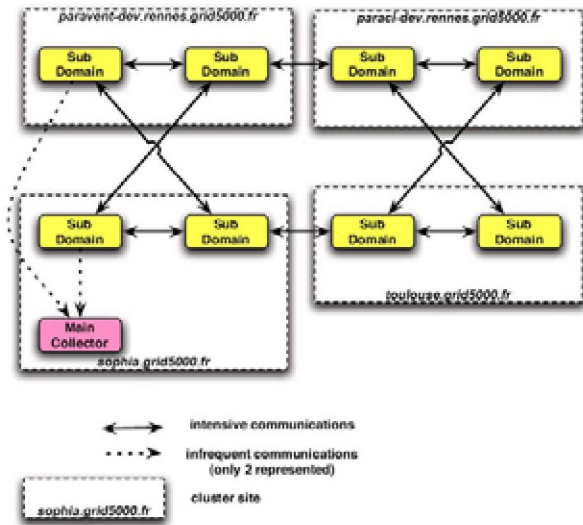 paravent-dev.rennes.grid5000.fr
paraci-dev.rennes.grid5000.fr
Sub Domain
Sub Domain
Sub Domain
Sub Domain
Sub Domain
Sub Domain
Sub Domain
Sub Domain
toulouse.grid5000.fr
Main Collector
sophia.grid5000.fr
intensive communications
infrequent communications
(only 2 represented)
sophia.grid5000.fr
cluster site